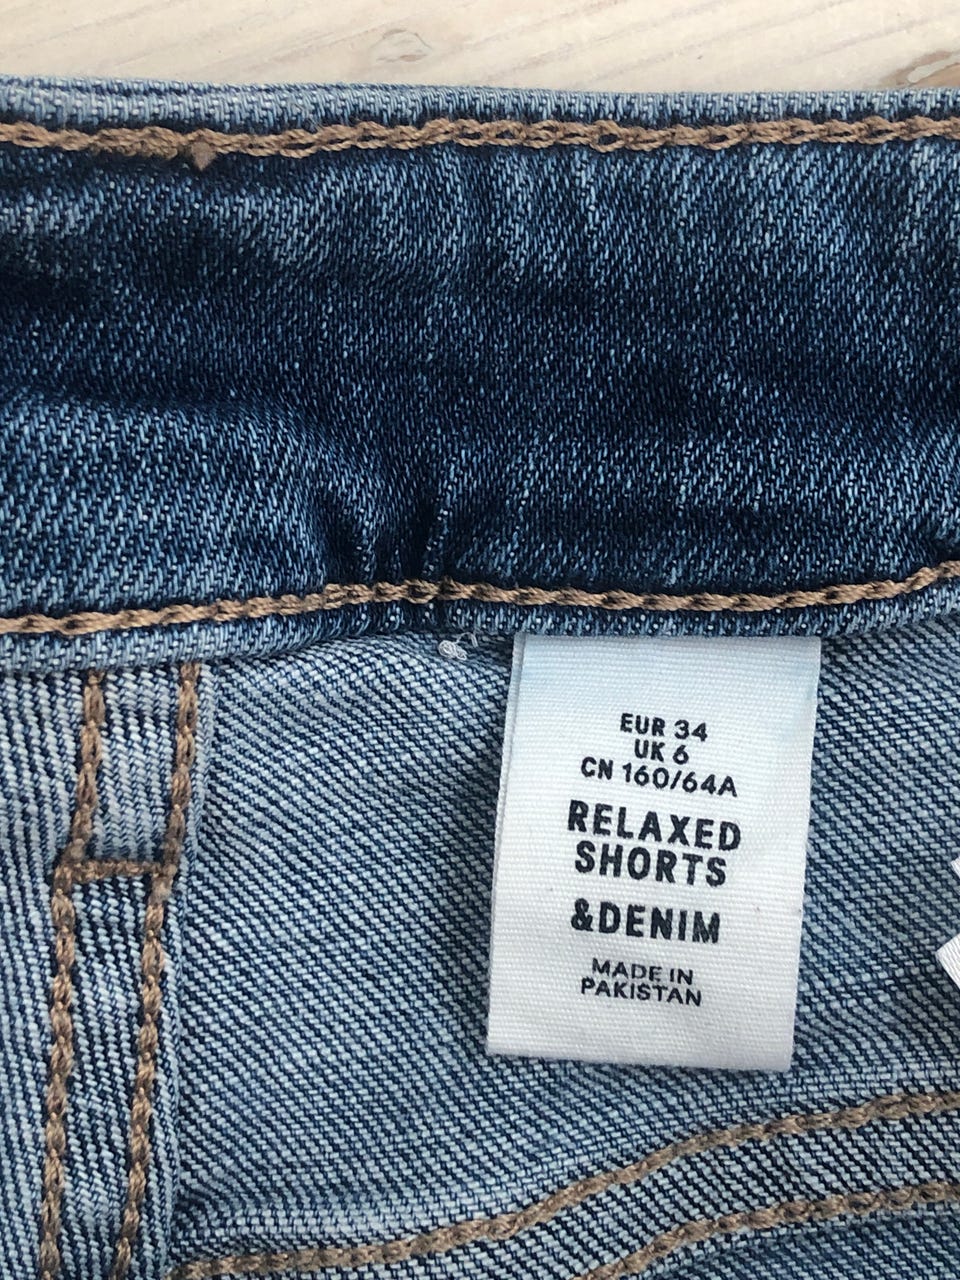 EUR 34
UK 6
CN 160/64A
RELAXED
SHORTS
&DENIM
MADE IN
PAKISTAN